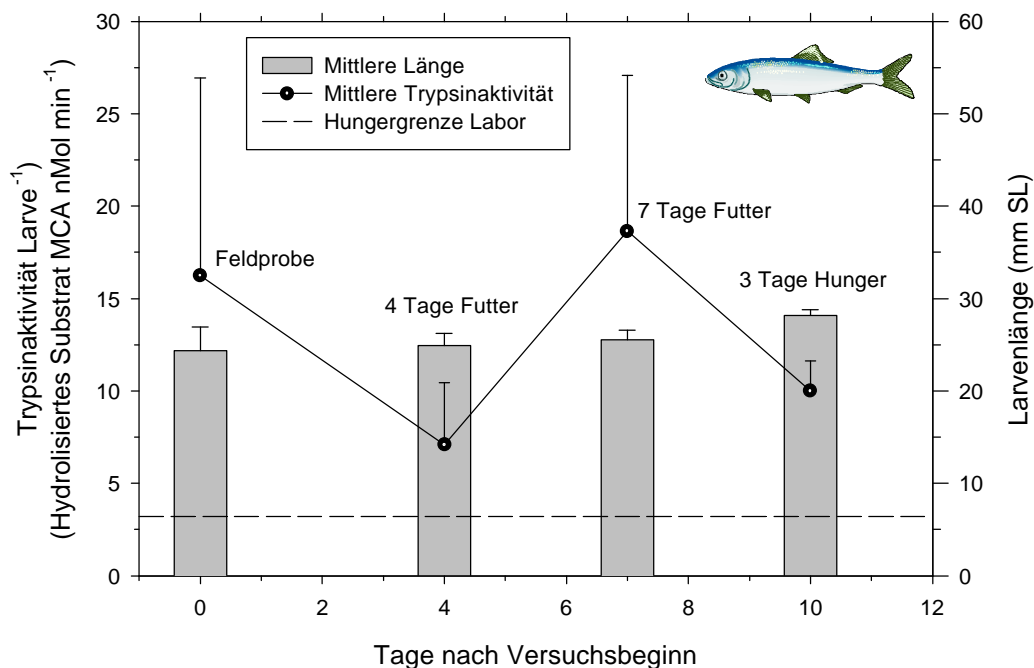 Trypsinaktivität Larve⁻¹
(Hydrolisiertes Substrat MCA nMol min⁻¹)
30
25
20
15
10
5
0
Mittlere Länge
Mittlere Trypsinaktivität
Hungergrenze Labor
Feldprobe
4 Tage Futter
7 Tage Futter
3 Tage Hunger
60
50
40
30
20
10
0
Larvenlänge (mm SL)
0 2 4 6 8 10 12
Tage nach Versuchsbeginn